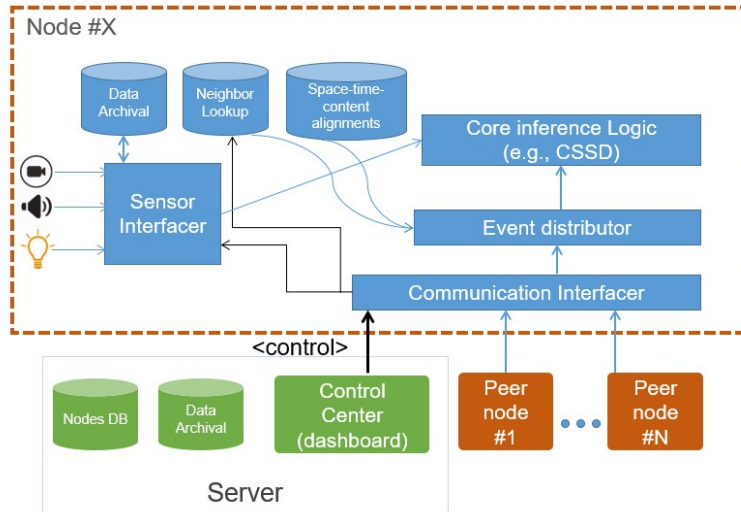 Node #X
Data
Archival
Neighbor
Lookup
Space-time-
content
alignments
Core inference Logic
(e.g., CSSD)
Sensor
Interfacer
Event distributor
Communication Interfacer
<control>
Nodes DB
Data
Archival
Control
Center
(dashboard)
Peer
node
#1
Peer
node
#N
Server